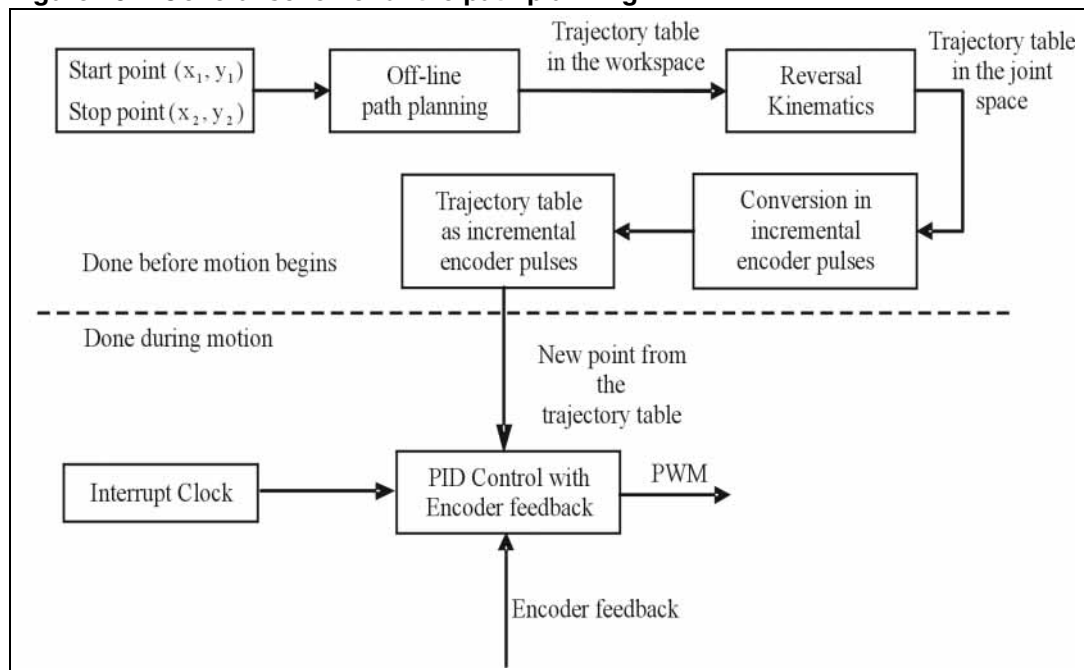 Start point (x₁, y₁)
Stop point (x₂, y₂)
Off-line
path planning
Trajectory table
in the workspace
Reversal
Kinematics
Trajectory table
in the joint
space
Conversion in
incremental
encoder pulses
Trajectory table
as incremental
encoder pulses
Done before motion begins
Done during motion
New point from
the
trajectory table
Interrupt Clock
PID Control with
Encoder feedback
PWM
Encoder feedback